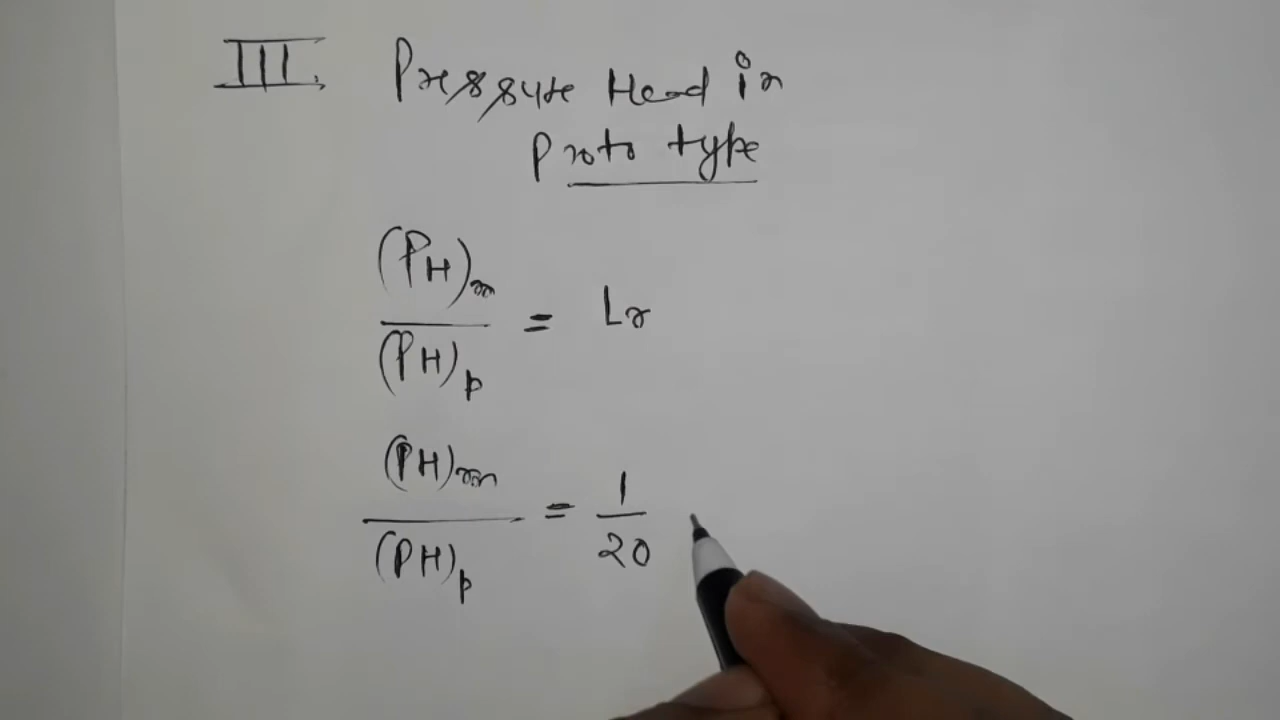 III. Pressure Head in
Proto type
(PH)m
/(PH)p = Lr
(PH)m
/(PH)p = 1/20